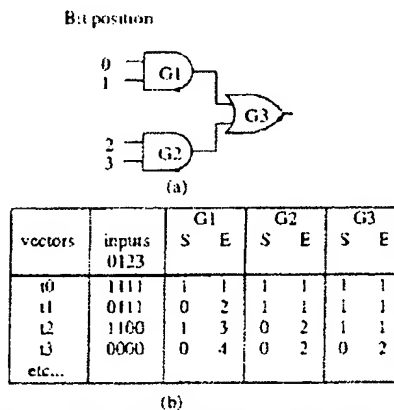 Bit position
0
1
G1
G3
2
3
G2
(a)
G1 G2 G3
vectors inputs S E S E S E
0123
t0 1111 1 1 1 1 1 1
t1 0111 0 2 1 1 1 1
t2 1100 1 3 0 2 1 1
t3 0000 0 4 0 2 0 2
etc...
(b)